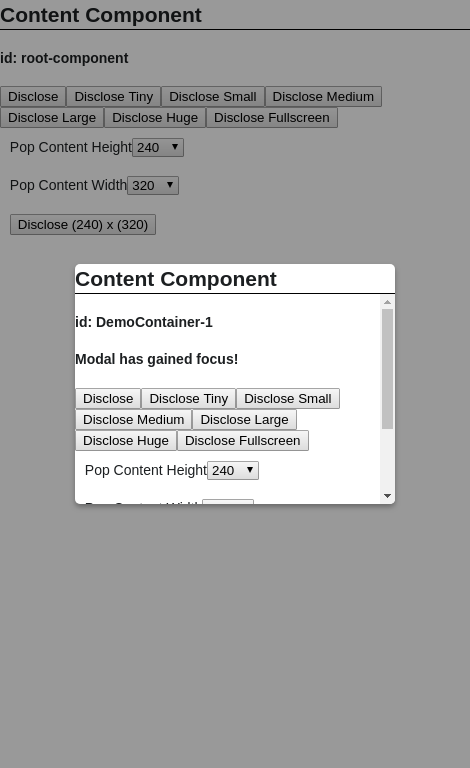 Content Component
id: root-component
Disclose Disclose Tiny Disclose Small Disclose Medium
Disclose Large Disclose Huge Disclose Fullscreen
Pop Content Height 240
Pop Content Width 320
Disclose (240) x (320)
Content Component
id: DemoContainer-1
Modal has gained focus!
Disclose Disclose Tiny Disclose Small
Disclose Medium Disclose Large
Disclose Huge Disclose Fullscreen
Pop Content Height 240